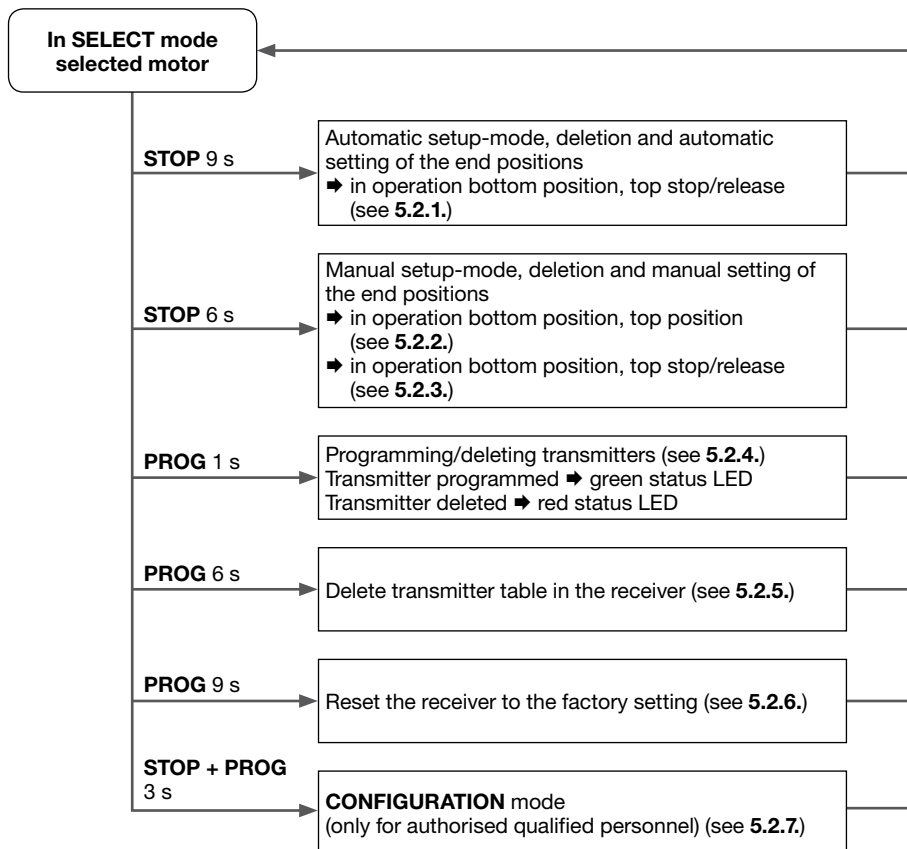 In SELECT mode
selected motor
STOP 9 s
Automatic setup-mode, deletion and automatic
setting of the end positions
➡ in operation bottom position, top stop/release
(see 5.2.1.)
STOP 6 s
Manual setup-mode, deletion and manual setting of
the end positions
➡ in operation bottom position, top position
(see 5.2.2.)
➡ in operation bottom position, top stop/release
(see 5.2.3.)
PROG 1 s
Programming/deleting transmitters (see 5.2.4.)
Transmitter programmed ➡ green status LED
Transmitter deleted ➡ red status LED
PROG 6 s
Delete transmitter table in the receiver (see 5.2.5.)
PROG 9 s
Reset the receiver to the factory setting (see 5.2.6.)
STOP + PROG
3 s
CONFIGURATION mode
(only for authorised qualified personnel) (see 5.2.7.)